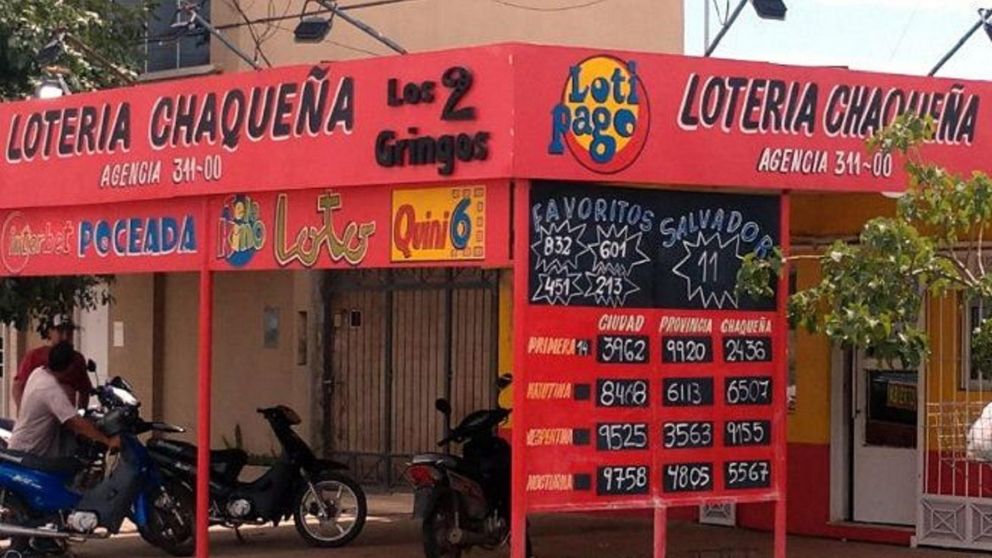 LOTERIA CHAQUEÑA
AGENCIA 311-00
Los 2
Gringos
Loti
pago
LOTERIA CHAQUEÑA
AGENCIA 311-00
interbet
POCEADA
Loto
Quini 6
FAVORITOS
832 601
451 213
SALVADOR
11
CIUDAD PROVINCIA CHAQUEÑA
PRIMERA 14 3962 9920 2436
MATUTINA 8468 6113 6507
VESPERTINA 9525 3563 9155
NOCTURNA 9758 4805 5567